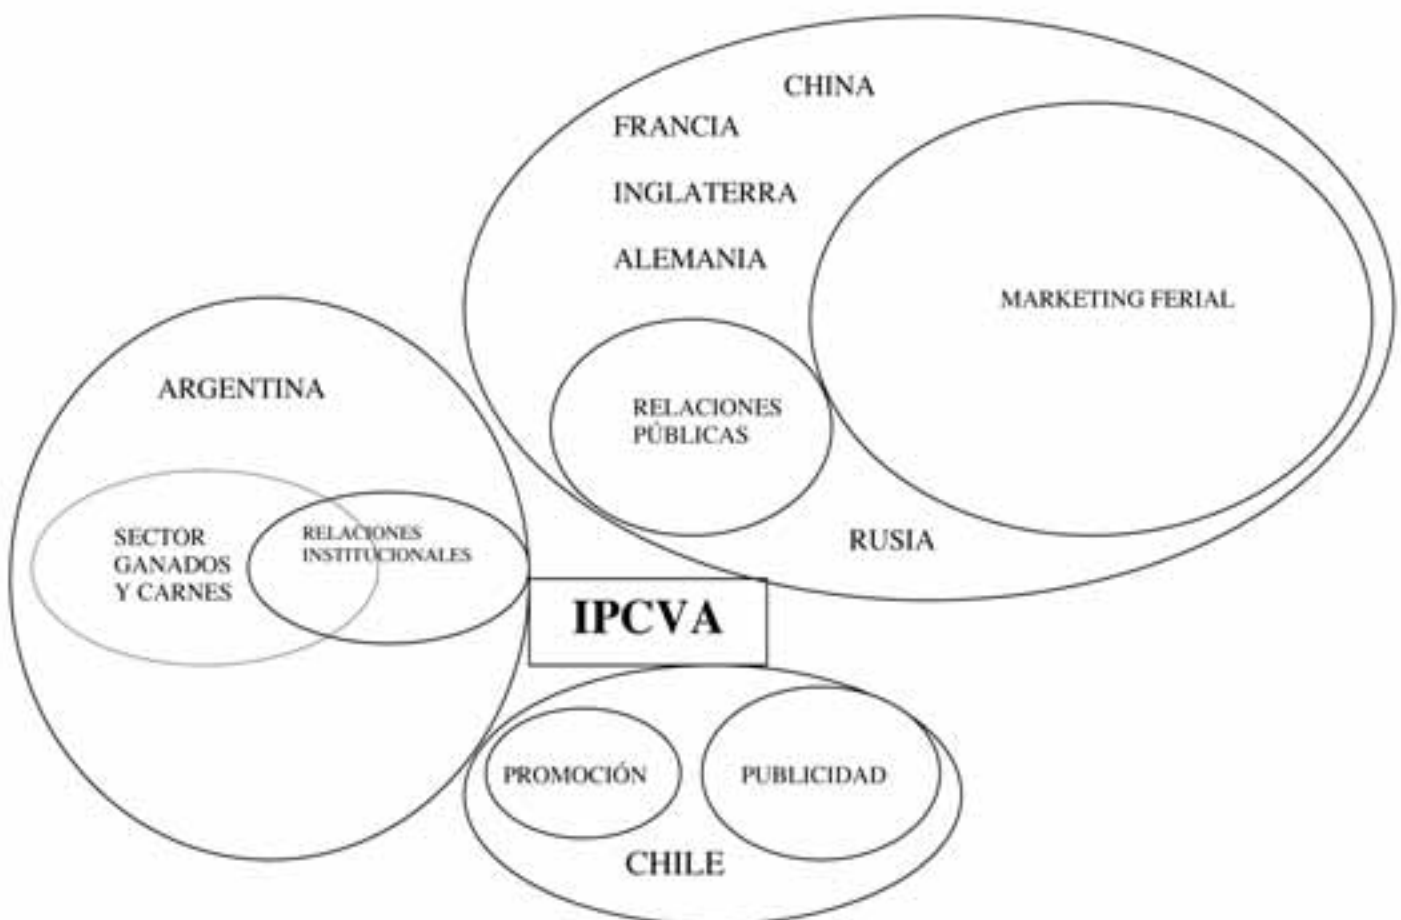 CHINA
FRANCIA
INGLATERRA
ALEMANIA
MARKETING FERIAL
RELACIONES
PÚBLICAS
RUSIA
ARGENTINA
SECTOR
GANADOS
Y CARNES
RELACIONES
INSTITUCIONALES
IPCVA
PROMOCIÓN
PUBLICIDAD
CHILE